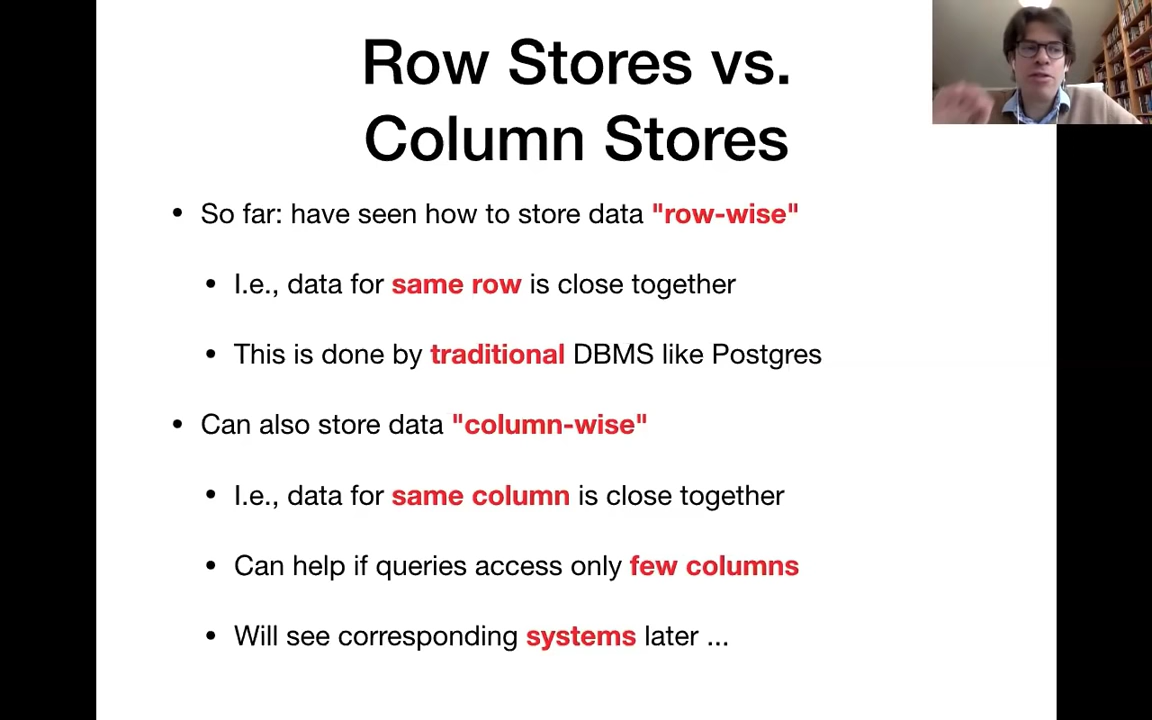 Row Stores vs.
Column Stores
• So far: have seen how to store data "row-wise"
• I.e., data for same row is close together
• This is done by traditional DBMS like Postgres
• Can also store data "column-wise"
• I.e., data for same column is close together
• Can help if queries access only few columns
• Will see corresponding systems later ...